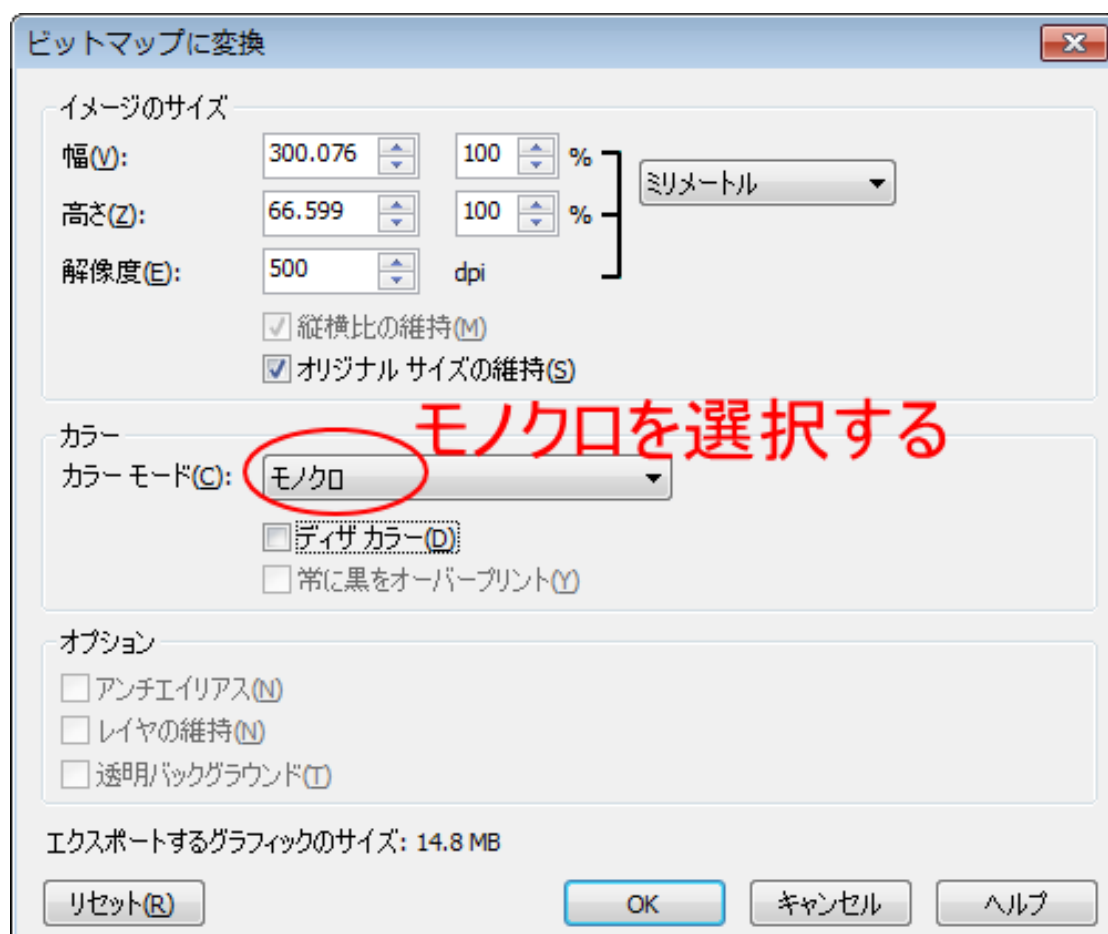 ビットマップに変換
イメージのサイズ
幅(V): 300.076 100 % ミリメートル
高さ(Z): 66.599 100 %
解像度(E): 500 dpi
縦横比の維持(M)
オリジナル サイズの維持(S)
モノクロを選択する
カラー
カラー モード(C): モノクロ
ディザ カラー(D)
常に黒をオーバープリント(Y)
オプション
アンチエイリアス(N)
レイヤの維持(N)
透明バックグラウンド(T)
エクスポートするグラフィックのサイズ: 14.8 MB
リセット(R) OK キャンセル ヘルプ